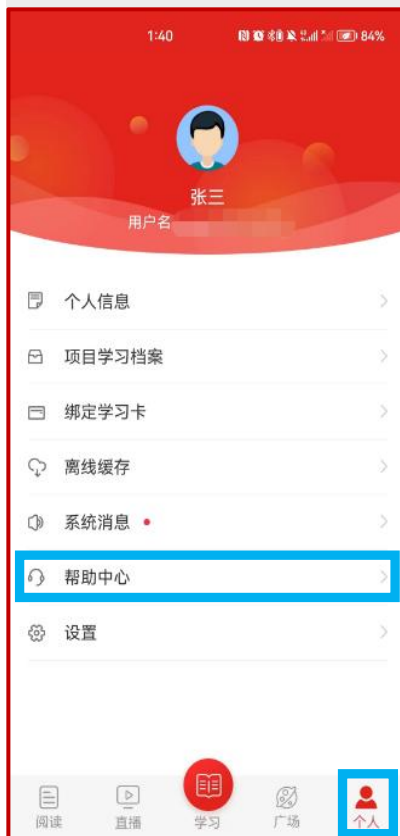 1:40 84%
张三
用户名
个人信息
项目学习档案
绑定学习卡
离线缓存
系统消息
帮助中心
设置
阅读 直播 学习 广场 个人